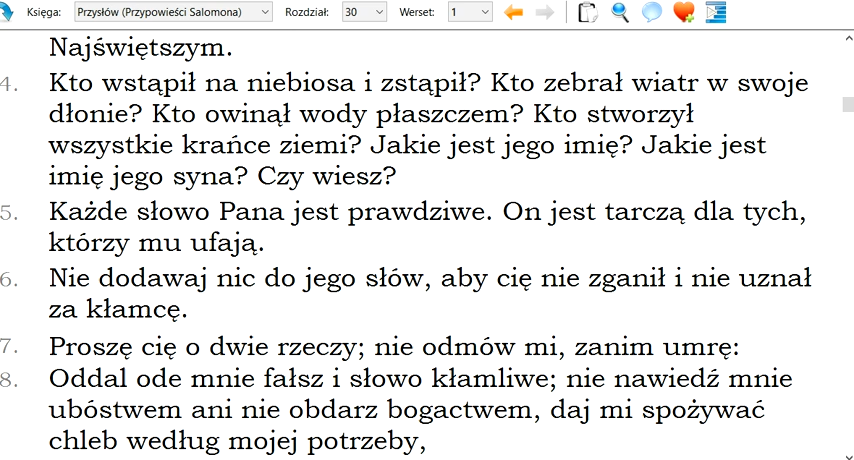 Księga: Przysłów (Przypowieści Salomona) Rozdział: 30 Werset: 1
Najświętszym.
4. Kto wstąpił na niebiosa i zstąpił? Kto zebrał wiatr w swoje
dłonie? Kto owinął wody płaszczem? Kto stworzył
wszystkie krańce ziemi? Jakie jest jego imię? Jakie jest
imię jego syna? Czy wiesz?
5. Każde słowo Pana jest prawdziwe. On jest tarczą dla tych,
którzy mu ufają.
6. Nie dodawaj nic do jego słów, aby cię nie zganił i nie uznał
za kłamcę.
7. Proszę cię o dwie rzeczy; nie odmów mi, zanim umrę:
8. Oddal ode mnie fałsz i słowo kłamliwe; nie nawiedź mnie
ubóstwem ani nie obdarz bogactwem, daj mi spożywać
chleb według mojej potrzeby,